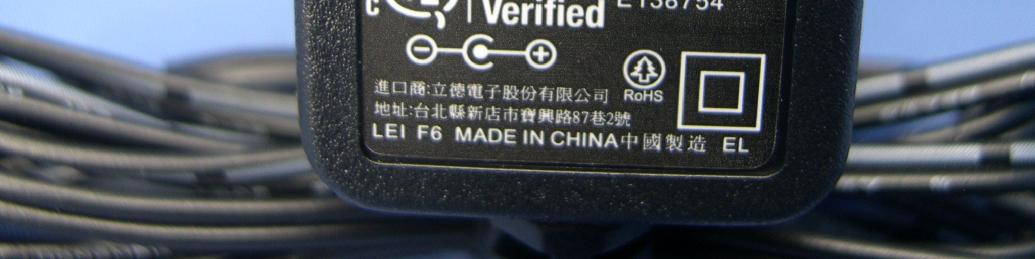 C
Verified E138754
進口商:立德電子股份有限公司 RoHS
地址:台北縣新店市寶興路87巷2號
LEI F6 MADE IN CHINA中國製造 EL